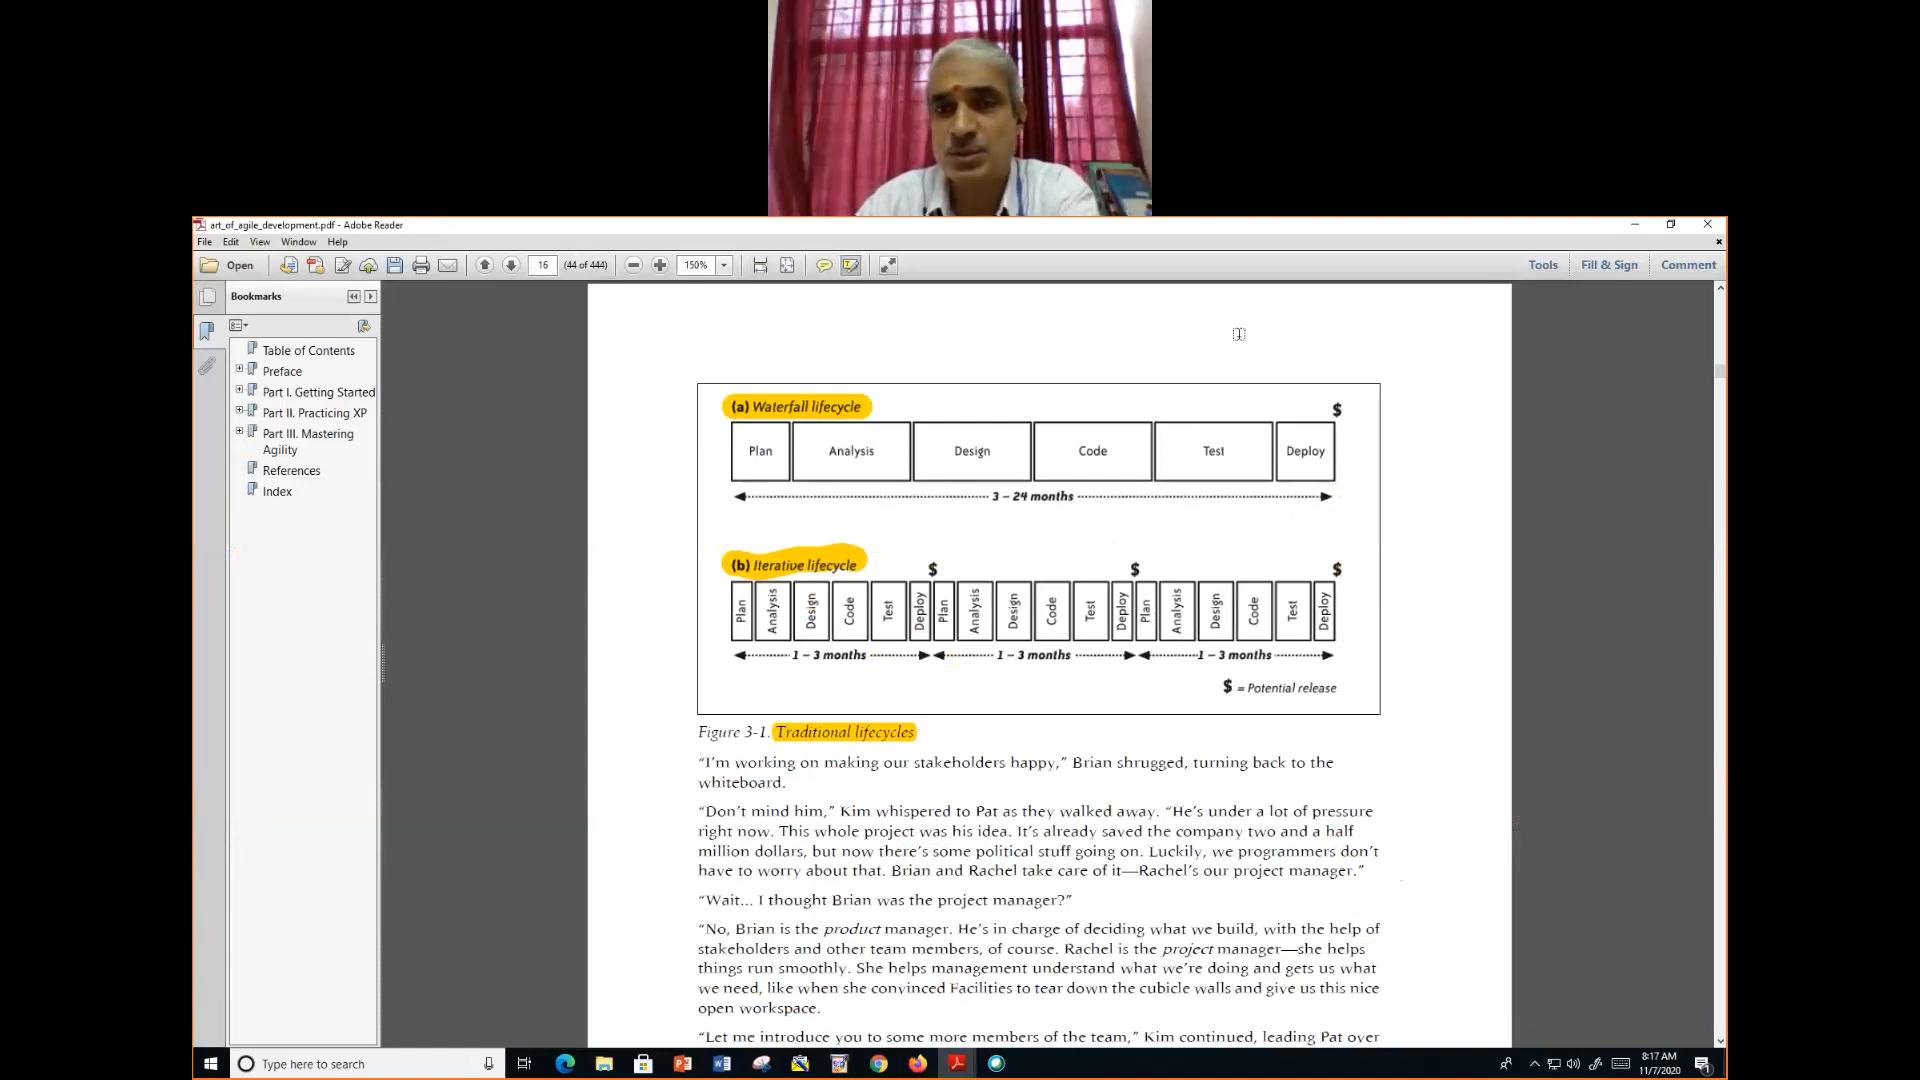 art_of_agile_development.pdf - Adobe Reader
File Edit View Window Help
Open 16 (44 of 444) 150% Tools Fill & Sign Comment
Bookmarks
Table of Contents
Preface
Part I. Getting Started
Part II. Practicing XP
Part III. Mastering
Agility
References
Index
(a) Waterfall lifecycle $
Plan Analysis Design Code Test Deploy
3 – 24 months
(b) Iterative lifecycle $ $ $
Plan Analysis Design Code Test Deploy Plan Analysis Design Code Test Deploy Plan Analysis Design Code Test Deploy
1 – 3 months 1 – 3 months 1 – 3 months
$ = Potential release
Figure 3-1. Traditional lifecycles
“I’m working on making our stakeholders happy,” Brian shrugged, turning back to the
whiteboard.
“Don’t mind him,” Kim whispered to Pat as they walked away. “He’s under a lot of pressure
right now. This whole project was his idea. It’s already saved the company two and a half
million dollars, but now there’s some political stuff going on. Luckily, we programmers don’t
have to worry about that. Brian and Rachel take care of it—Rachel’s our project manager.”
“Wait... I thought Brian was the project manager?”
“No, Brian is the product manager. He’s in charge of deciding what we build, with the help of
stakeholders and other team members, of course. Rachel is the project manager—she helps
things run smoothly. She helps management understand what we’re doing and gets us what
we need, like when she convinced Facilities to tear down the cubicle walls and give us this nice
open workspace.
“Let me introduce you to some more members of the team,” Kim continued, leading Pat over
Type here to search
8:17 AM
11/7/2020